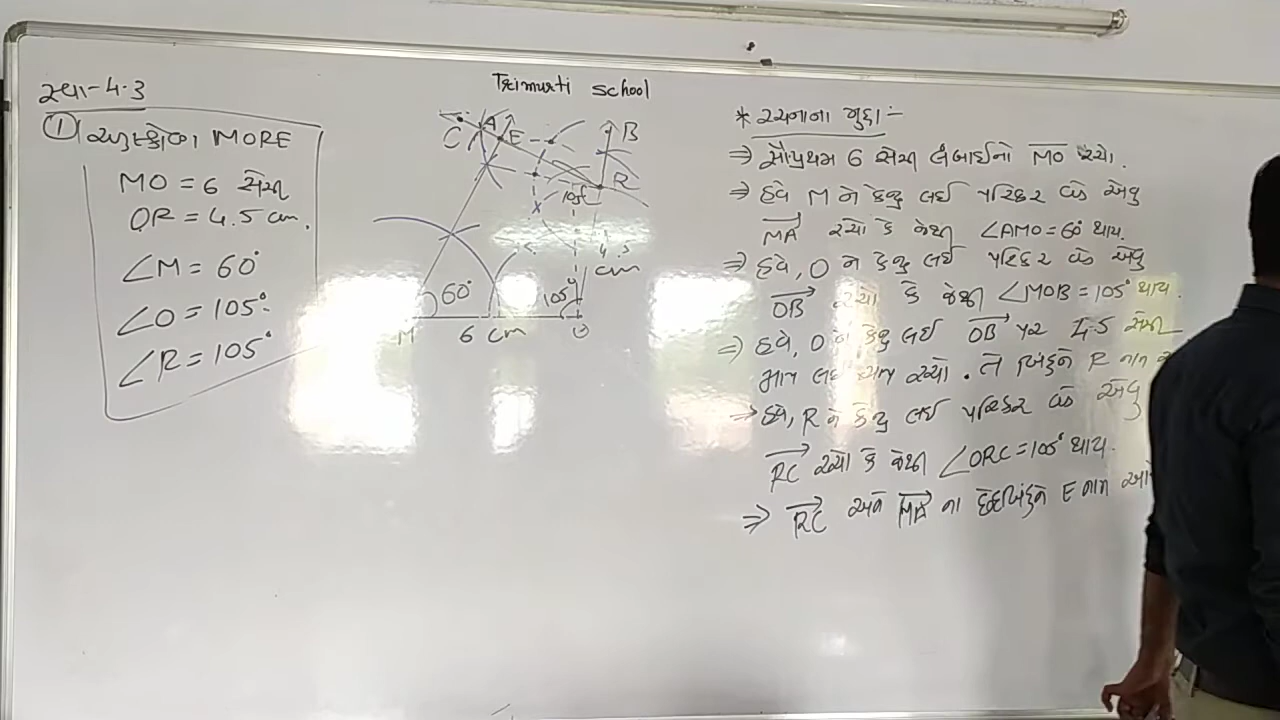 Trimurti school
સ્વા-4.3
① ચતુષ્કોણ MORE
MO = 6 સેમી
OR = 4.5 cm.
∠M = 60°
∠O = 105°
∠R = 105°
C A E B
R
105°
4.5
cm
60°
105°
M 6 cm O
* રચનાના મુદ્દા :-
⇒ સૌપ્રથમ 6 સેમી લંબાઈનો MO રચો.
⇒ હવે M ને કેન્દ્ર લઈ પરિકર વડે એવું
MA રચો કે જેથી ∠AMO = 60° થાય.
⇒ હવે, O ને કેન્દ્ર લઈ પરિકર વડે એવું
OB રચો કે જેથી ∠MOB = 105° થાય.
⇒ હવે, O ને કેન્દ્ર લઈ OB પર 4.5 સેમી
માપ લઈ ચાપ રચો. તે બિંદુને R નામ
⇒ હવે, R ને કેન્દ્ર લઈ પરિકર વડે એવું
RC રચો કે જેથી ∠ORC = 105° થાય.
⇒ RC અને MA ના છેદબિંદુને E નામ